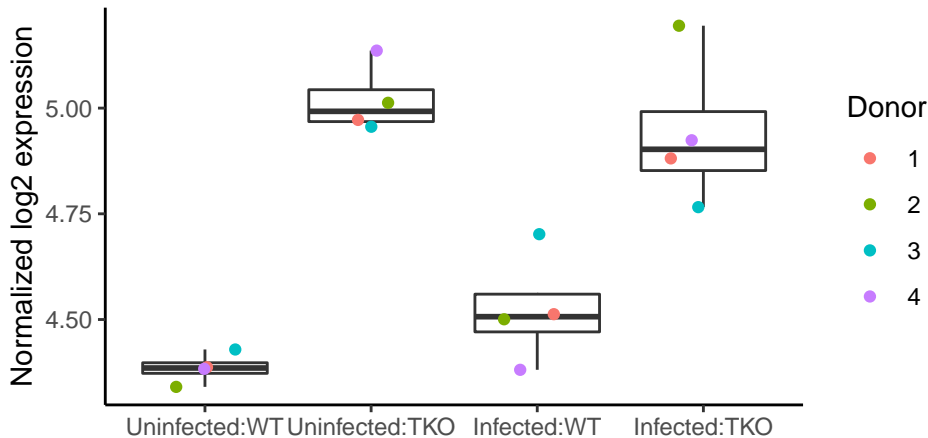 Normalized log2 expression
5.00
4.75
4.50
Uninfected:WT
Uninfected:TKO
Infected:WT
Infected:TKO
Donor
1
2
3
4